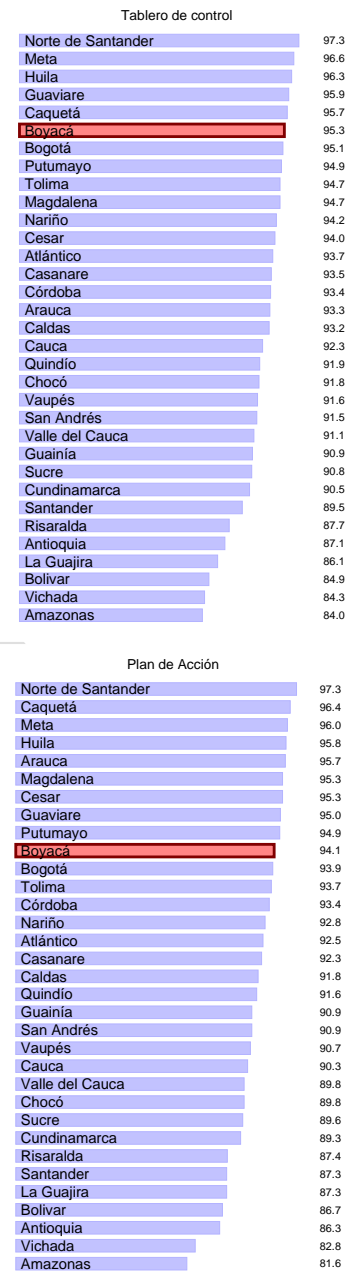 Tablero de control
Norte de Santander 97.3
Meta 96.6
Huila 96.3
Guaviare 95.9
Caquetá 95.7
Boyacá 95.3
Bogotá 95.1
Putumayo 94.9
Tolima 94.7
Magdalena 94.7
Nariño 94.2
Cesar 94.0
Atlántico 93.7
Casanare 93.5
Córdoba 93.4
Arauca 93.3
Caldas 93.2
Cauca 92.3
Quindío 91.9
Chocó 91.8
Vaupés 91.6
San Andrés 91.5
Valle del Cauca 91.1
Guainía 90.9
Sucre 90.8
Cundinamarca 90.5
Santander 89.5
Risaralda 87.7
Antioquia 87.1
La Guajira 86.1
Bolivar 84.9
Vichada 84.3
Amazonas 84.0
Plan de Acción
Norte de Santander 97.3
Caquetá 96.4
Meta 96.0
Huila 95.8
Arauca 95.7
Magdalena 95.3
Cesar 95.3
Guaviare 95.0
Putumayo 94.9
Boyacá 94.1
Bogotá 93.9
Tolima 93.7
Córdoba 93.4
Nariño 92.8
Atlántico 92.5
Casanare 92.3
Caldas 91.8
Quindío 91.6
Guainía 90.9
San Andrés 90.9
Vaupés 90.7
Cauca 90.3
Valle del Cauca 89.8
Chocó 89.8
Sucre 89.6
Cundinamarca 89.3
Risaralda 87.4
Santander 87.3
La Guajira 87.3
Bolivar 86.7
Antioquia 86.3
Vichada 82.8
Amazonas 81.6